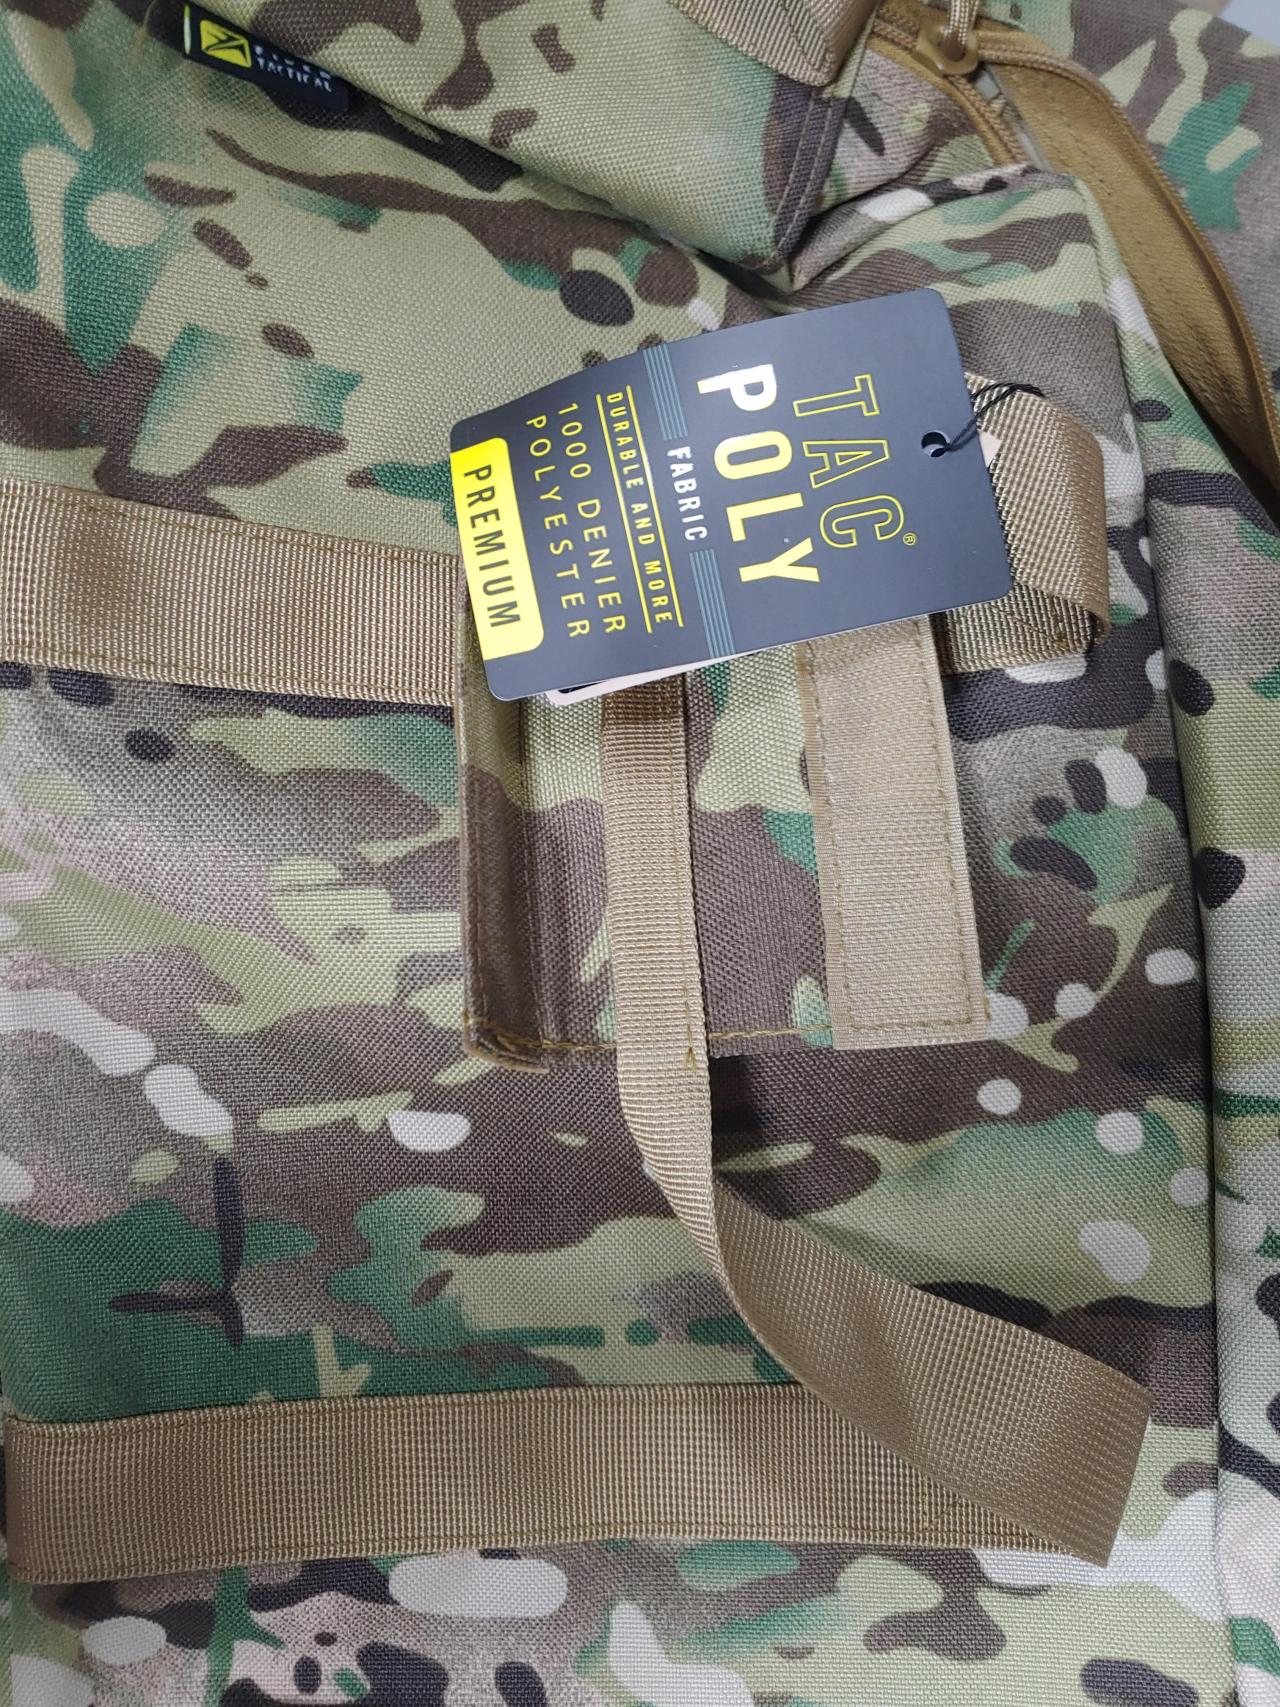 TACTICAL
TAC®
POLY
FABRIC
DURABLE AND MORE
1000 DENIER
POLYESTER
PREMIUM